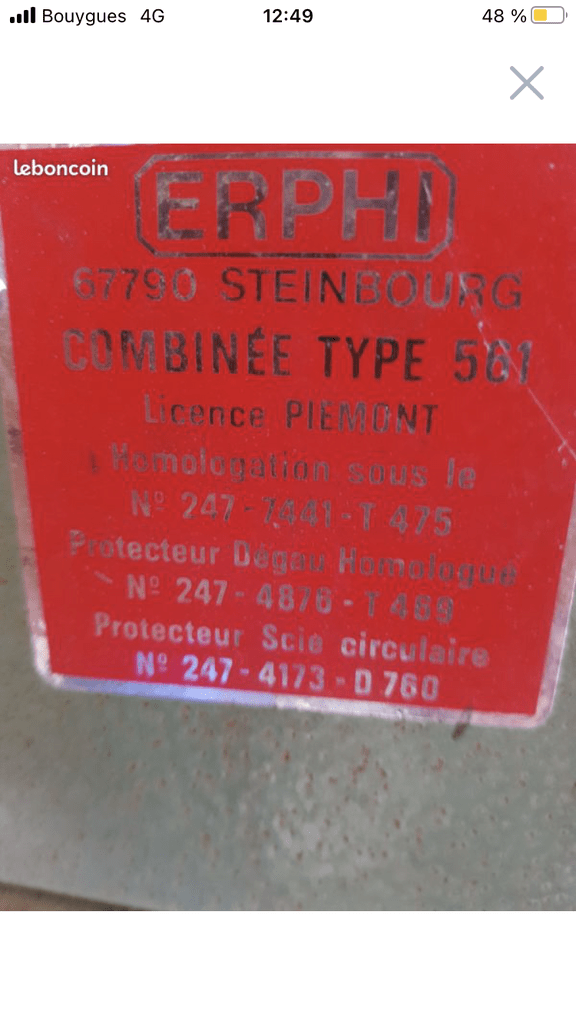 Bouygues 4G 12:49 48 %
leboncoin
ERPHI
67790 STEINBOURG
COMBINÉE TYPE 561
Licence PIEMONT
Homologation sous le
Nº 247-7441-T 475
Protecteur Dégau Homologué
Nº 247-4876-T 469
Protecteur Scie circulaire
Nº 247-4173-D 760